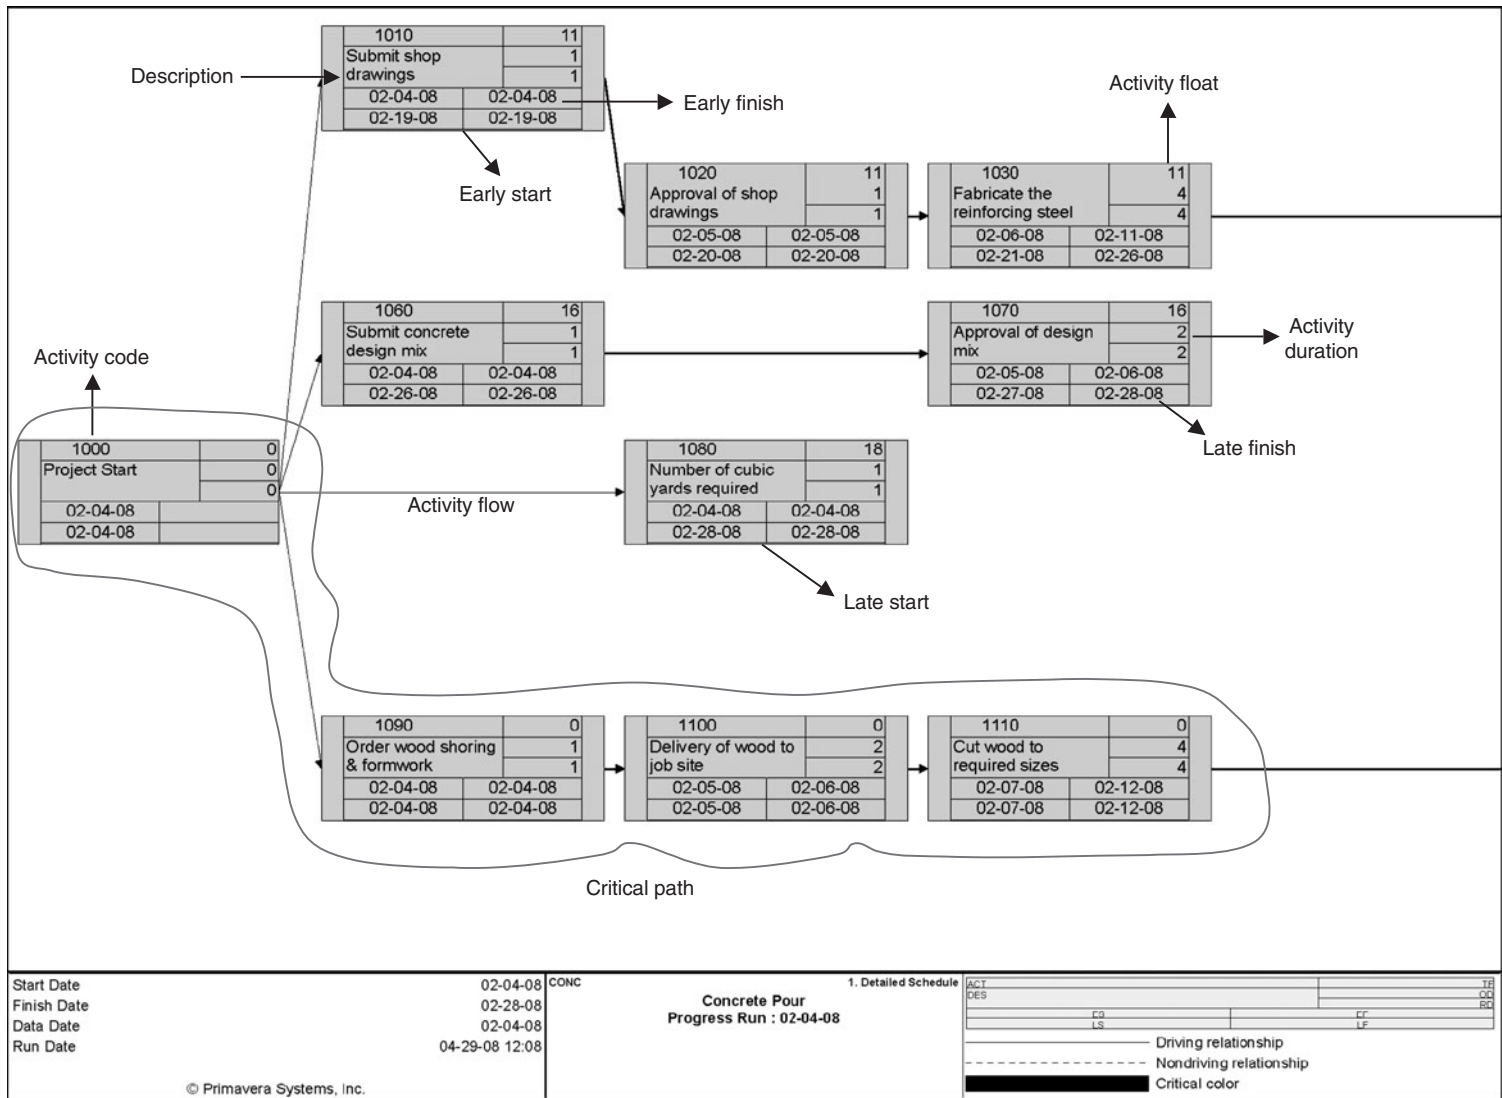 1010 11
Submit shop 1
drawings 1
02-04-08 02-04-08
02-19-08 02-19-08
Description
Early finish
Early start
Activity float
1020 11
Approval of shop 1
drawings 1
02-05-08 02-05-08
02-20-08 02-20-08
1030 11
Fabricate the 4
reinforcing steel 4
02-06-08 02-11-08
02-21-08 02-26-08
1060 16
Submit concrete 1
design mix 1
02-04-08 02-04-08
02-26-08 02-26-08
1070 16
Approval of design 2
mix 2
02-05-08 02-06-08
02-27-08 02-28-08
Activity
duration
Late finish
Activity code
1000 0
Project Start 0
0
02-04-08
02-04-08
Activity flow
1080 18
Number of cubic 1
yards required 1
02-04-08 02-04-08
02-28-08 02-28-08
Late start
1090 0
Order wood shoring 1
& formwork 1
02-04-08 02-04-08
02-04-08 02-04-08
1100 0
Delivery of wood to 2
job site 2
02-05-08 02-06-08
02-05-08 02-06-08
1110 0
Cut wood to 4
required sizes 4
02-07-08 02-12-08
02-07-08 02-12-08
Critical path
Start Date 02-04-08
Finish Date 02-28-08
Data Date 02-04-08
Run Date 04-29-08 12:08
© Primavera Systems, Inc.
CONC 1. Detailed Schedule
Concrete Pour
Progress Run : 02-04-08
ACT TF
DES OD
RD
ES EF
LS LF
Driving relationship
Nondriving relationship
Critical color